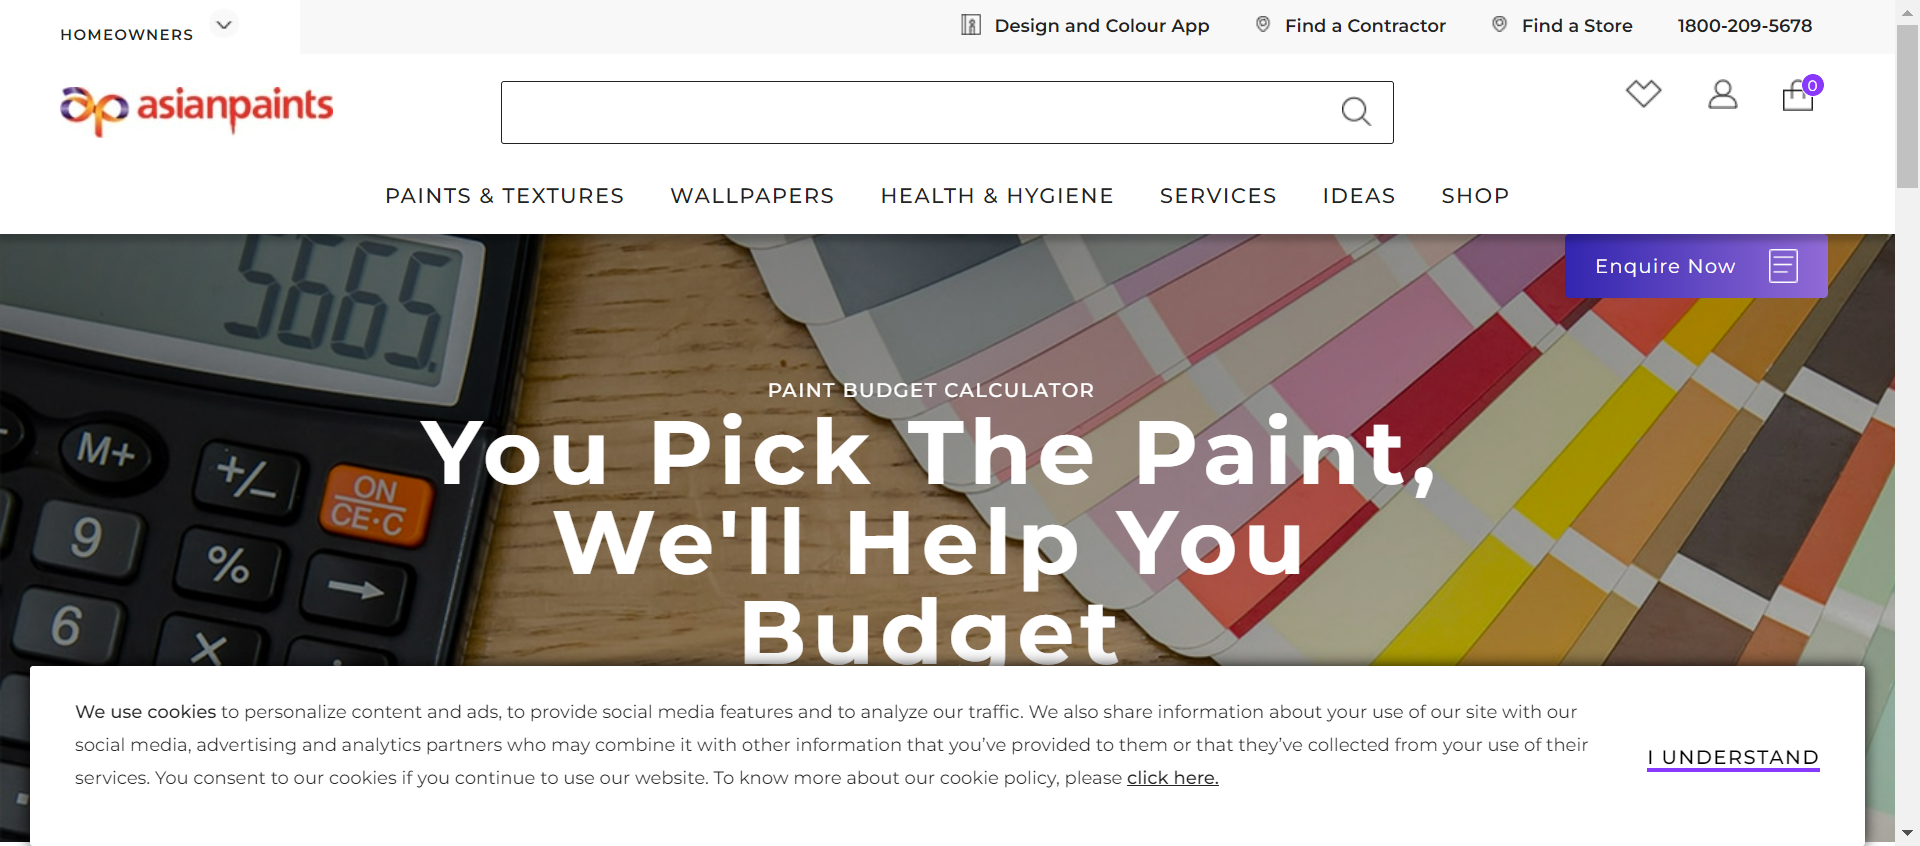 HOMEOWNERS
Design and Colour App
Find a Contractor
Find a Store
1800-209-5678
ap asianpaints
0
PAINTS & TEXTURES
WALLPAPERS
HEALTH & HYGIENE
SERVICES
IDEAS
SHOP
Enquire Now
5665.
PAINT BUDGET CALCULATOR
You Pick The Paint,
We'll Help You
Budget
M+
+/-
ON
CE·C
9
%
6
We use cookies to personalize content and ads, to provide social media features and to analyze our traffic. We also share information about your use of our site with our
social media, advertising and analytics partners who may combine it with other information that you’ve provided to them or that they’ve collected from your use of their
services. You consent to our cookies if you continue to use our website. To know more about our cookie policy, please click here.
I UNDERSTAND